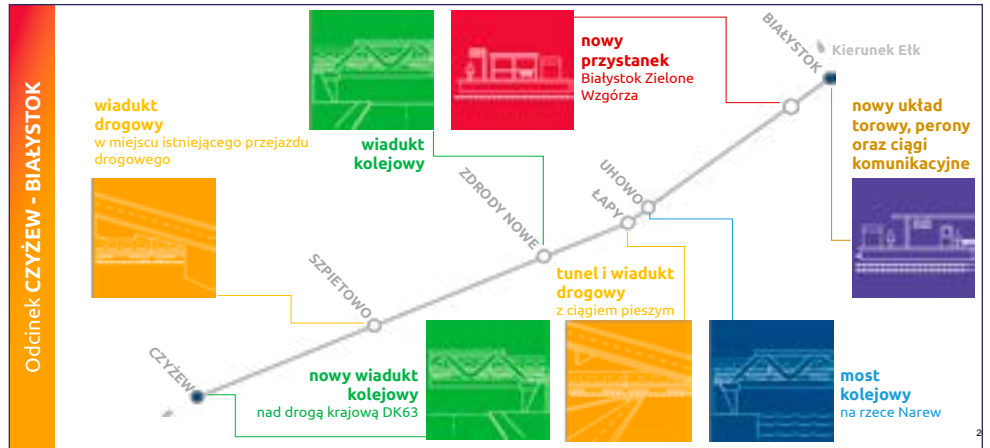 Odcinek CZYŻEW - BIAŁYSTOK
wiadukt
drogowy
w miejscu istniejącego przejazdu
drogowego
wiadukt
kolejowy
nowy
przystanek
Białystok Zielone
Wzgórza
BIAŁYSTOK
Kierunek Ełk
nowy układ
torowy, perony
oraz ciągi
komunikacyjne
ZDRODY NOWE
UHOWO
ŁAPY
SZPIETOWO
CZYŻEW
tunel i wiadukt
drogowy
z ciągiem pieszym
nowy wiadukt
kolejowy
nad drogą krajową DK63
most
kolejowy
na rzece Narew
2